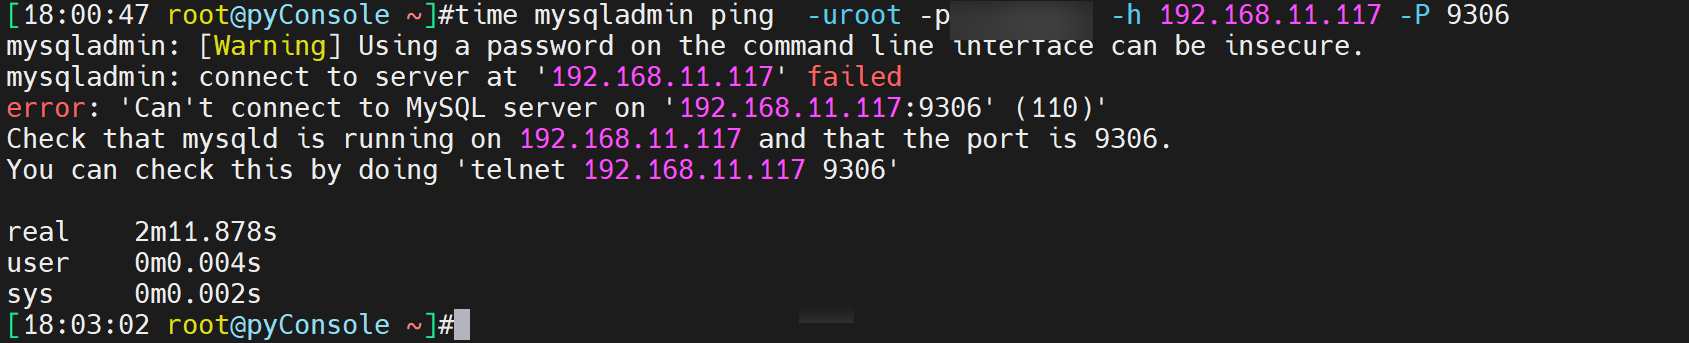 [18:00:47 root@pyConsole ~]#time mysqladmin ping  -uroot -p -h 192.168.11.117 -P 9306
mysqladmin: [Warning] Using a password on the command line interface can be insecure.
mysqladmin: connect to server at '192.168.11.117' failed
error: 'Can't connect to MySQL server on '192.168.11.117:9306' (110)'
Check that mysqld is running on 192.168.11.117 and that the port is 9306.
You can check this by doing 'telnet 192.168.11.117 9306'
real    2m11.878s
user    0m0.004s
sys     0m0.002s
[18:03:02 root@pyConsole ~]#